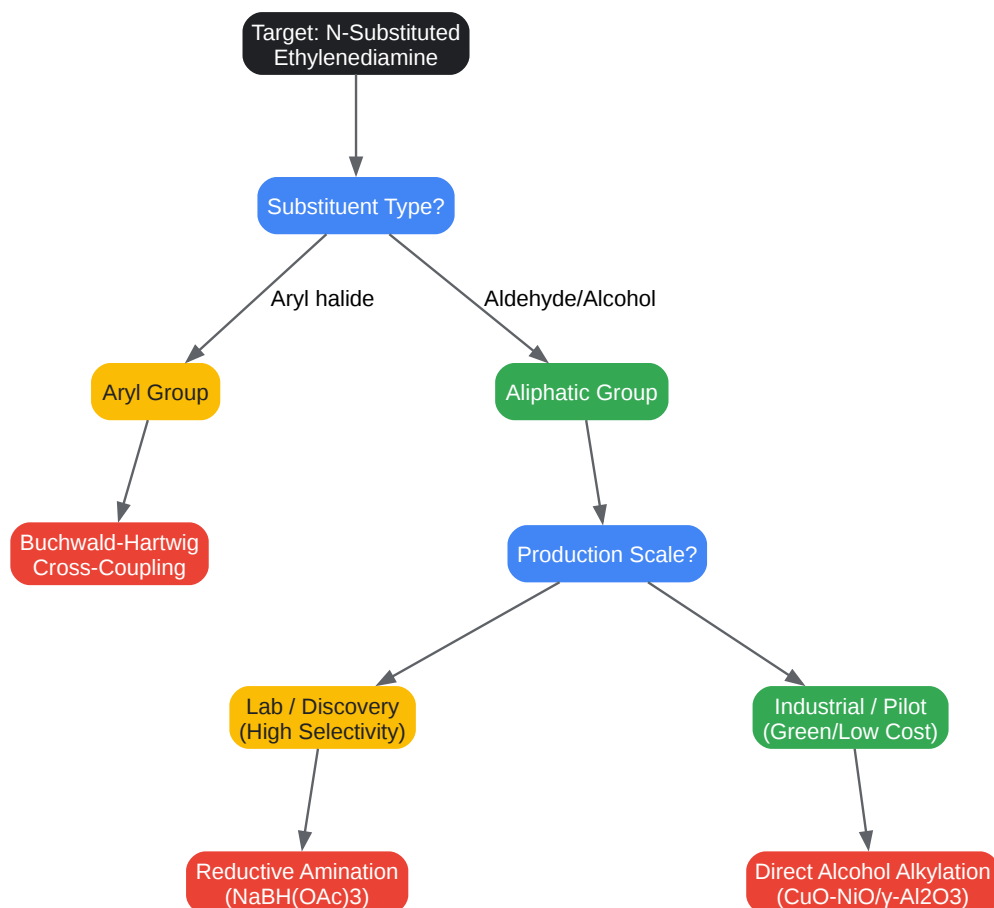 Target: N-Substituted
Ethylenediamine
Substituent Type?
Aryl halide
Aldehyde/Alcohol
Aryl Group
Aliphatic Group
Buchwald-Hartwig
Cross-Coupling
Production Scale?
Lab / Discovery
(High Selectivity)
Industrial / Pilot
(Green/Low Cost)
Reductive Amination
(NaBH(OAc)3)
Direct Alcohol Alkylation
(CuO-NiO/γ-Al2O3)